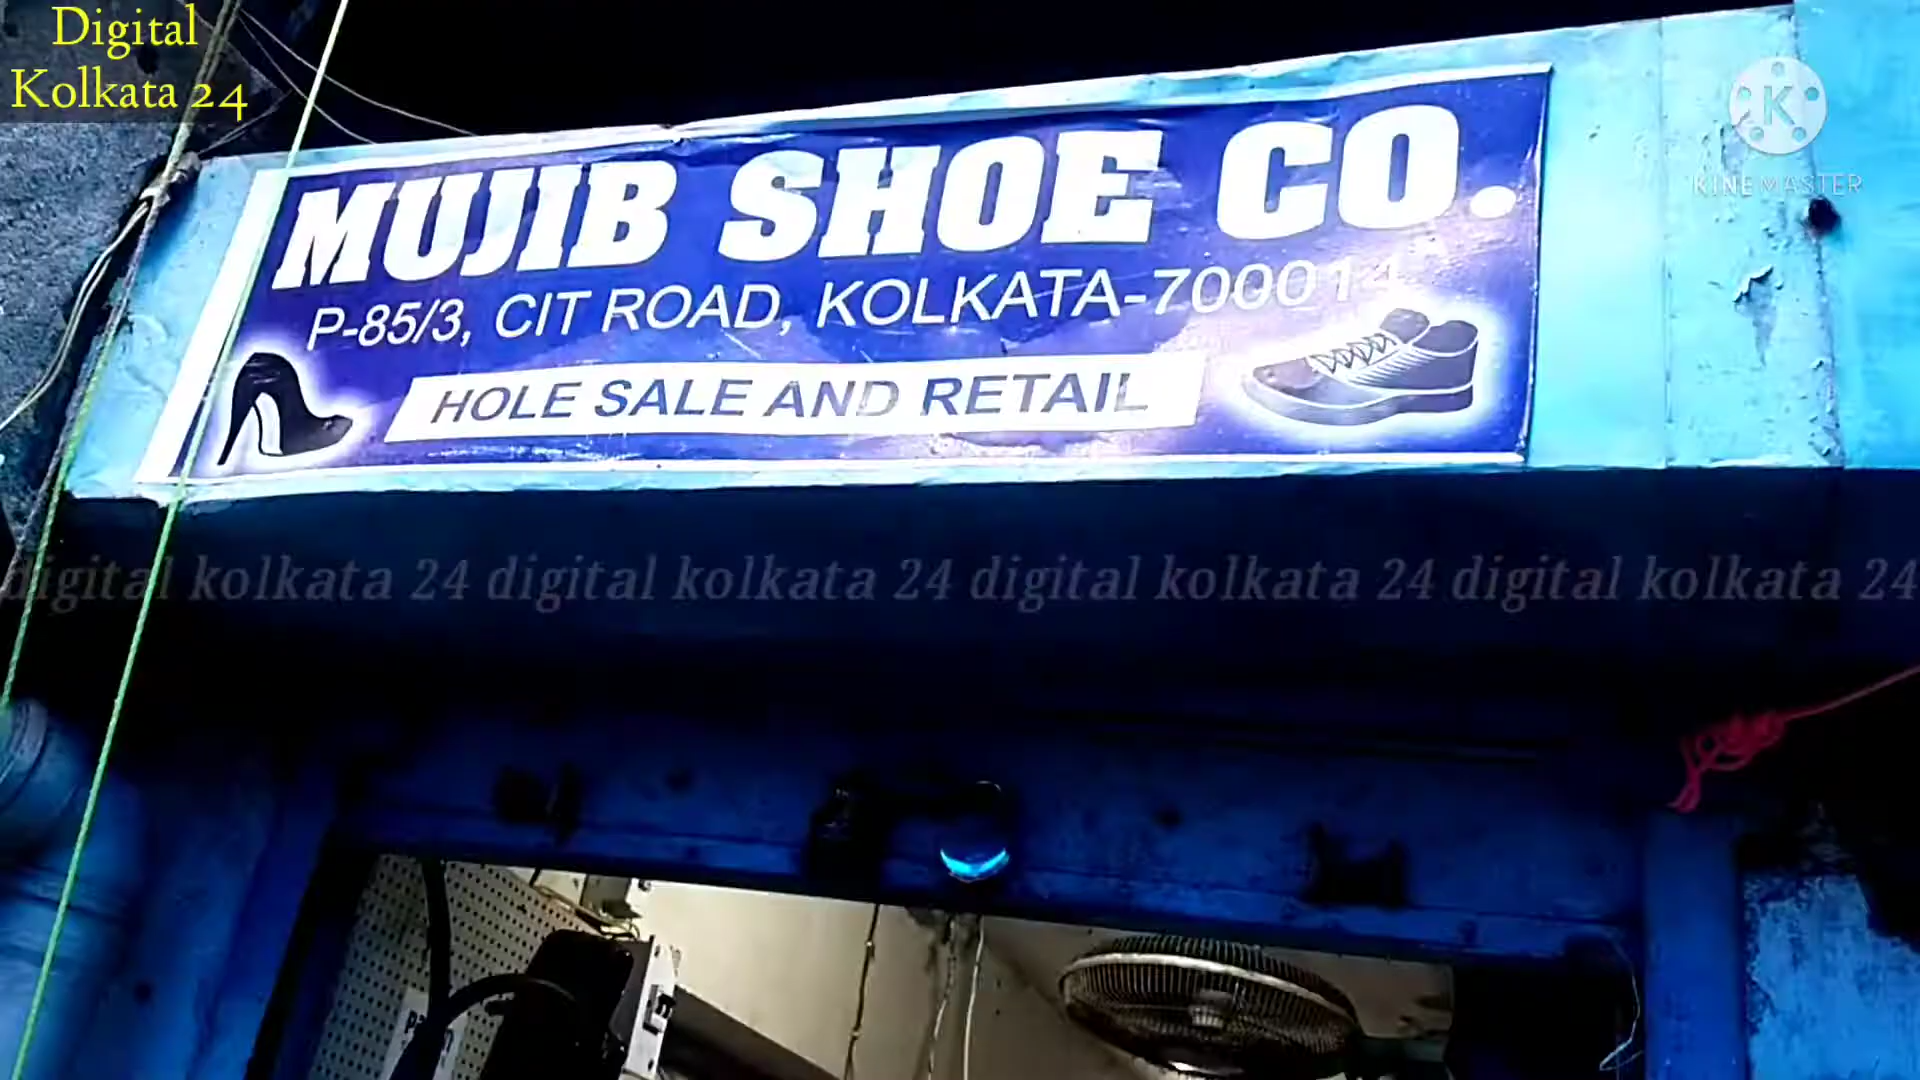 Digital
Kolkata 24
KINEMASTER
MUJIB SHOE CO.
P-85/3, CIT ROAD, KOLKATA-700014
HOLE SALE AND RETAIL
digital kolkata 24 digital kolkata 24 digital kolkata 24 digital kolkata 24